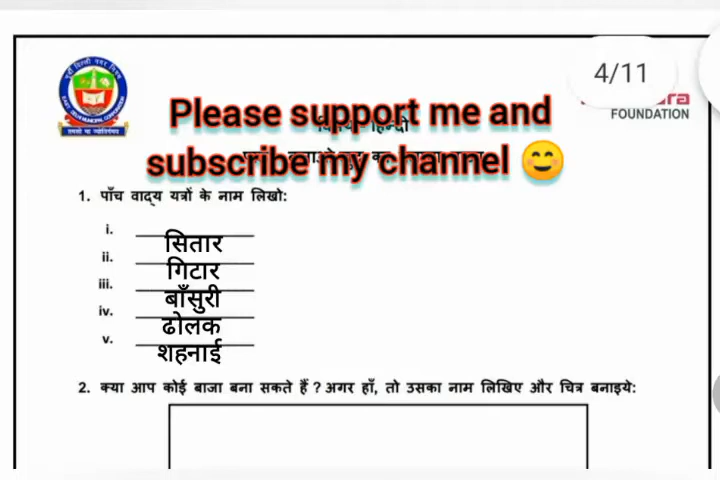 4/11
FOUNDATION
Please support me and
subscribe my channel 😊
1. पाँच वाद्य यत्रों के नाम लिखो:
i. सितार
ii. गिटार
iii. बाँसुरी
iv. ढोलक
v. शहनाई
2. क्या आप कोई बाजा बना सकते हैं ? अगर हाँ, तो उसका नाम लिखिए और चित्र बनाइये: